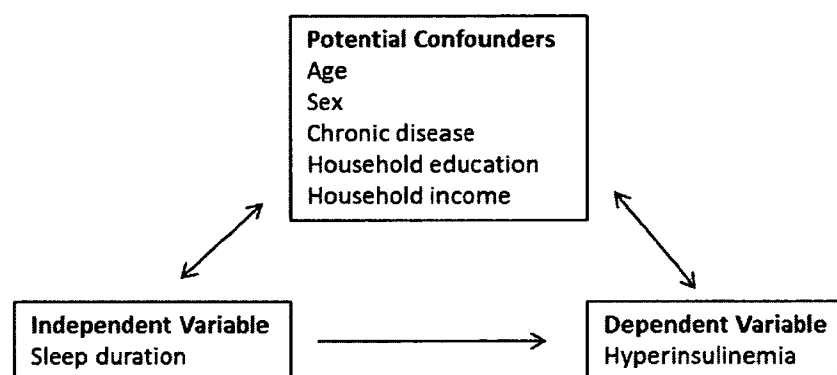 Potential Confounders
Age
Sex
Chronic disease
Household education
Household income
Independent Variable
Sleep duration
Dependent Variable
Hyperinsulinemia